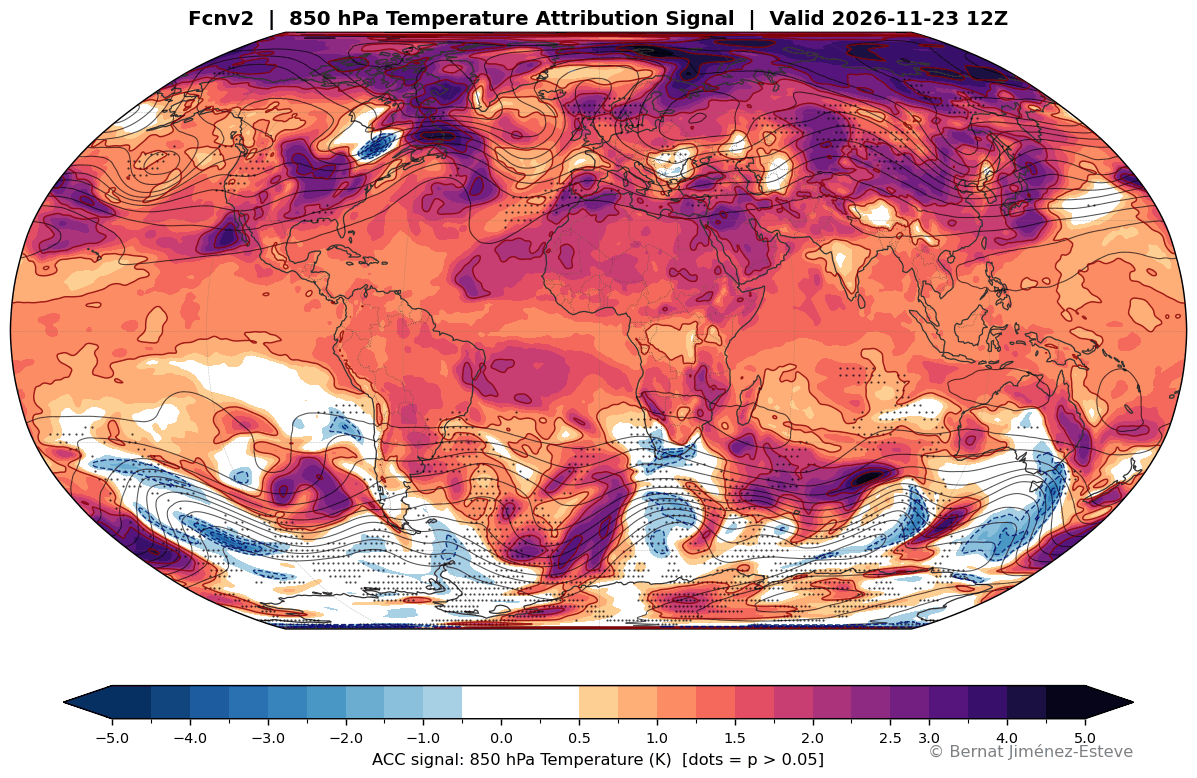 Fcnv2 | 850 hPa Temperature Attribution Signal | Valid 2026-11-23 12Z
−5.0 −4.0 −3.0 −2.0 −1.0 0.0 0.5 1.0 1.5 2.0 2.5 3.0 4.0 5.0
ACC signal: 850 hPa Temperature (K) [dots = p > 0.05]
© Bernat Jiménez-Esteve